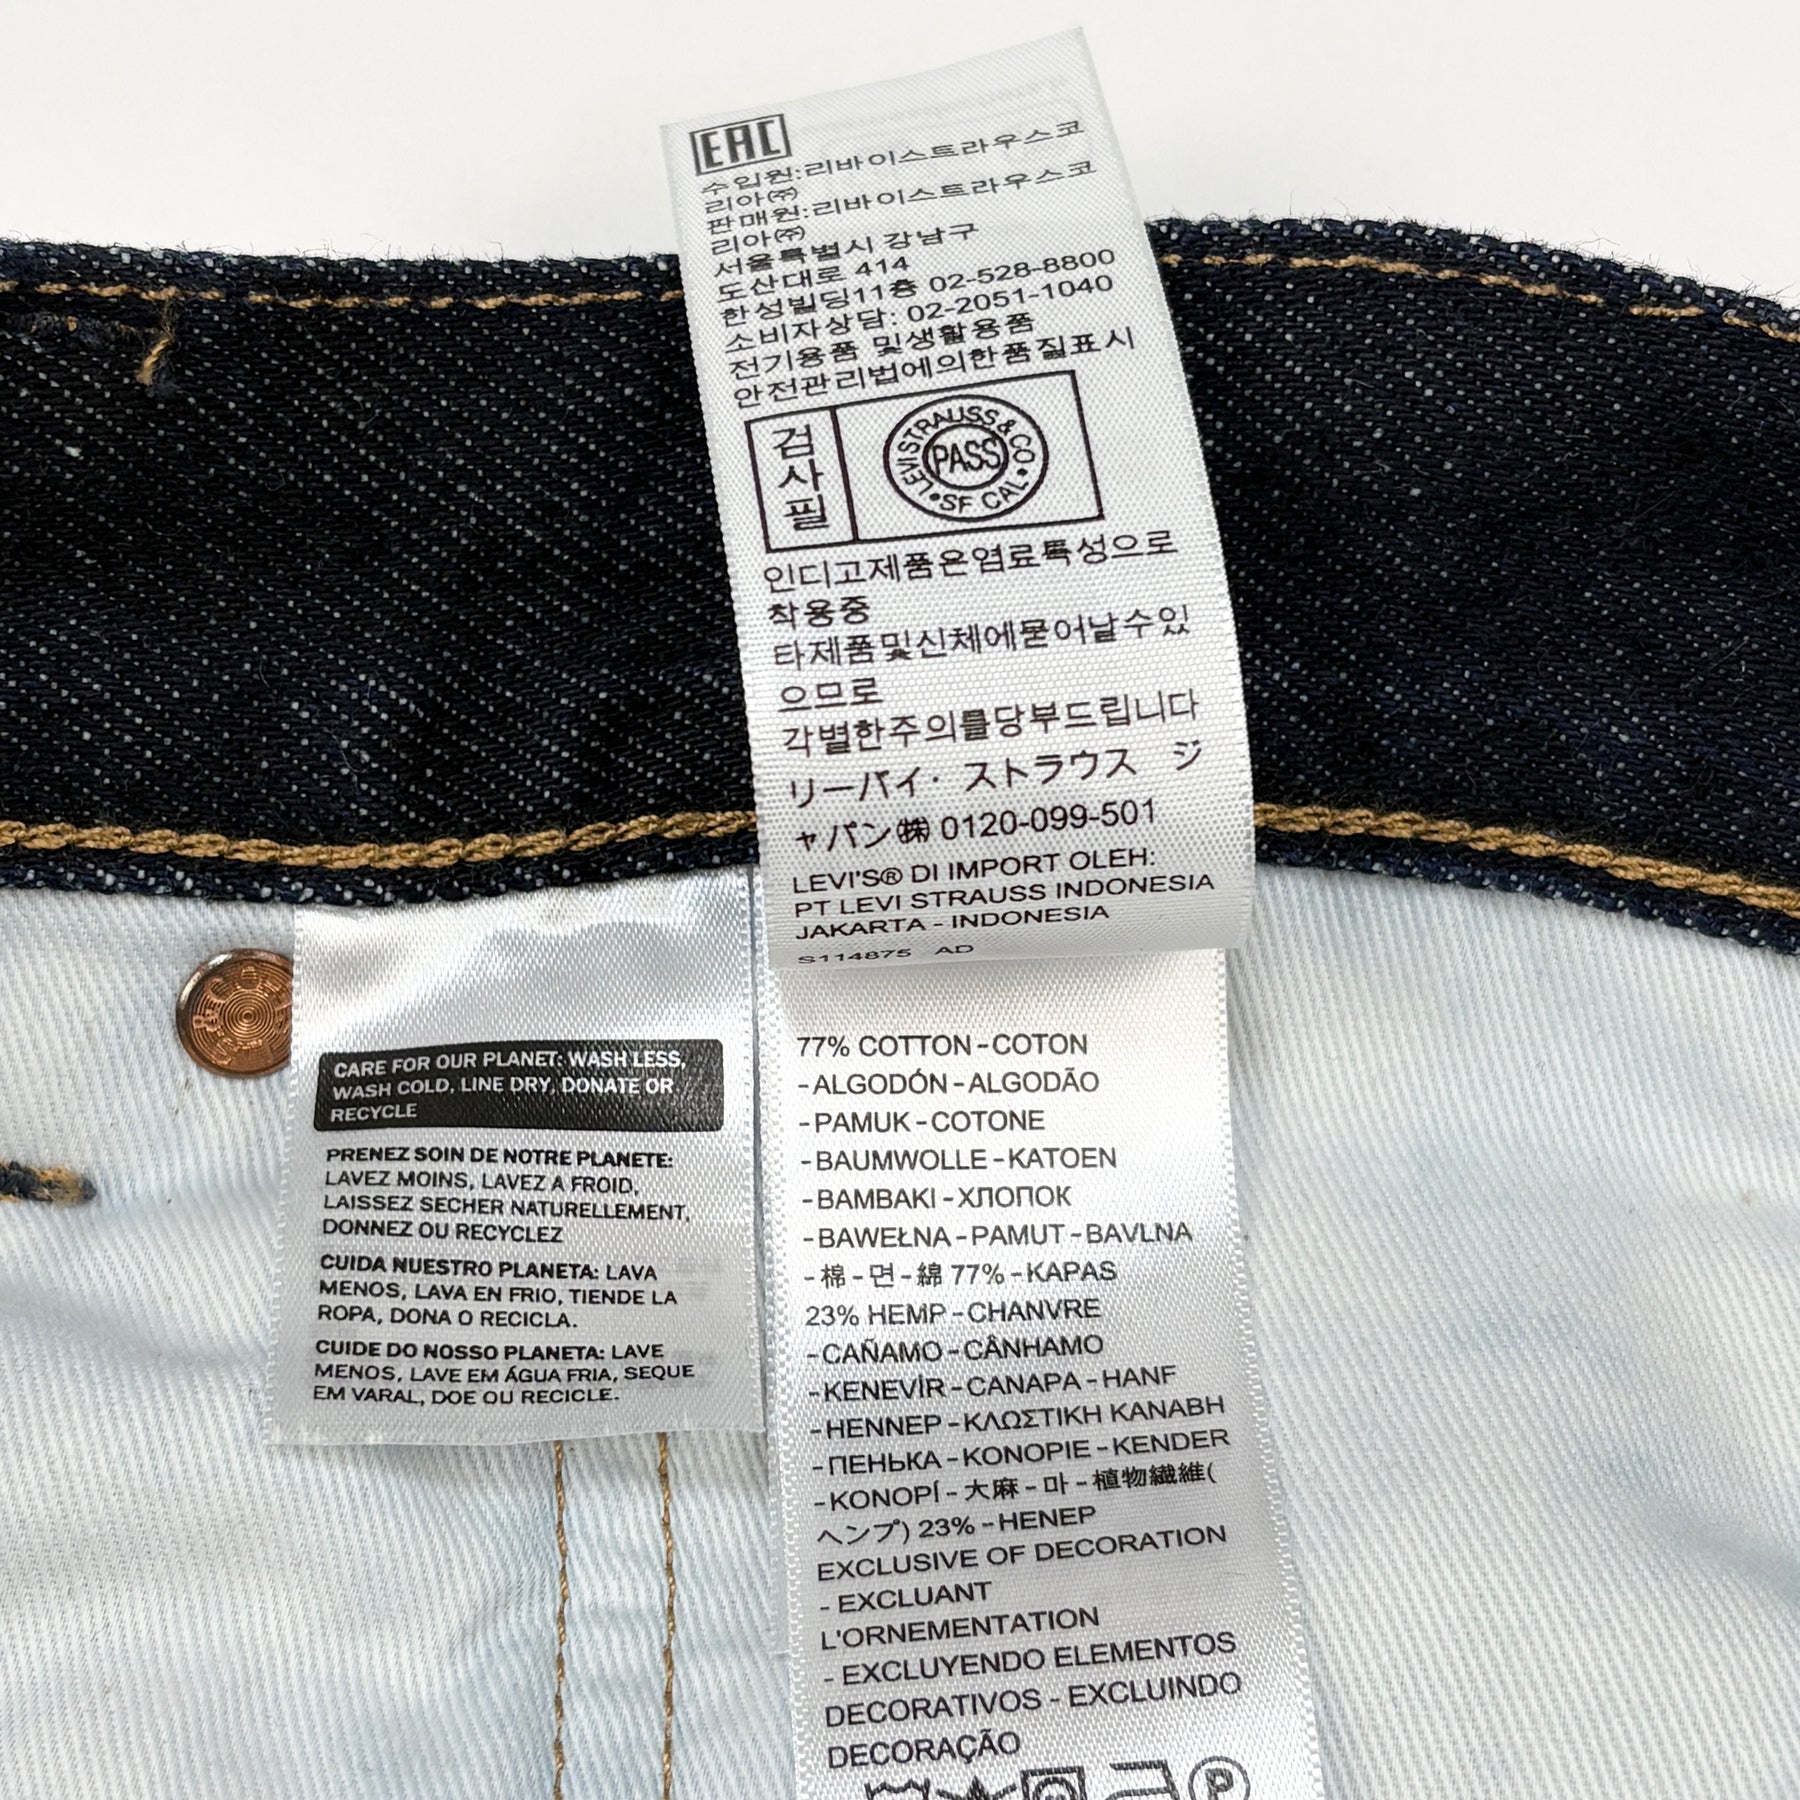 EAC
수입원:리바이스트라우스코
리아㈜
판매원:리바이스트라우스코
리아㈜
서울특별시 강남구
도산대로 414
한성빌딩11층 02-528-8800
소비자상담: 02-2051-1040
전기용품 및생활용품
안전관리법에의한품질표시
검
사
필
LEVI STRAUSS & CO
PASS
SF CAL
인디고제품은염료특성으로
착용중
타제품및신체에묻어날수있
으므로
각별한주의를당부드립니다
リーバイ・ストラウス ジ
ャパン㈱ 0120-099-501
LEVI'S® DI IMPORT OLEH:
PT LEVI STRAUSS INDONESIA
JAKARTA - INDONESIA
S114875 AD
CARE FOR OUR PLANET: WASH LESS,
WASH COLD, LINE DRY, DONATE OR
RECYCLE
PRENEZ SOIN DE NOTRE PLANETE:
LAVEZ MOINS, LAVEZ A FROID,
LAISSEZ SECHER NATURELLEMENT,
DONNEZ OU RECYCLEZ
CUIDA NUESTRO PLANETA: LAVA
MENOS, LAVA EN FRIO, TIENDE LA
ROPA, DONA O RECICLA.
CUIDE DO NOSSO PLANETA: LAVE
MENOS, LAVE EM ÁGUA FRIA, SEQUE
EM VARAL, DOE OU RECICLE.
77% COTTON - COTON
- ALGODÓN - ALGODÃO
- PAMUK - COTONE
- BAUMWOLLE - KATOEN
- BAMBAKI - ХЛОПОК
- BAWEŁNA - PAMUT - BAVLNA
- 棉 - 면 - 綿 77% - KAPAS
23% HEMP - CHANVRE
- CAÑAMO - CÂNHAMO
- KENEVİR - CANAPA - HANF
- HENNEP - ΚΛΩΣΤΙΚΗ ΚΑΝΑΒΗ
- ПЕНЬКА - KONOPIE - KENDER
- KONOPÍ - 大麻 - 마 - 植物繊維(
ヘンプ) 23% - HENEP
EXCLUSIVE OF DECORATION
- EXCLUANT
L'ORNEMENTATION
- EXCLUYENDO ELEMENTOS
DECORATIVOS - EXCLUINDO
DECORAÇÃO
P